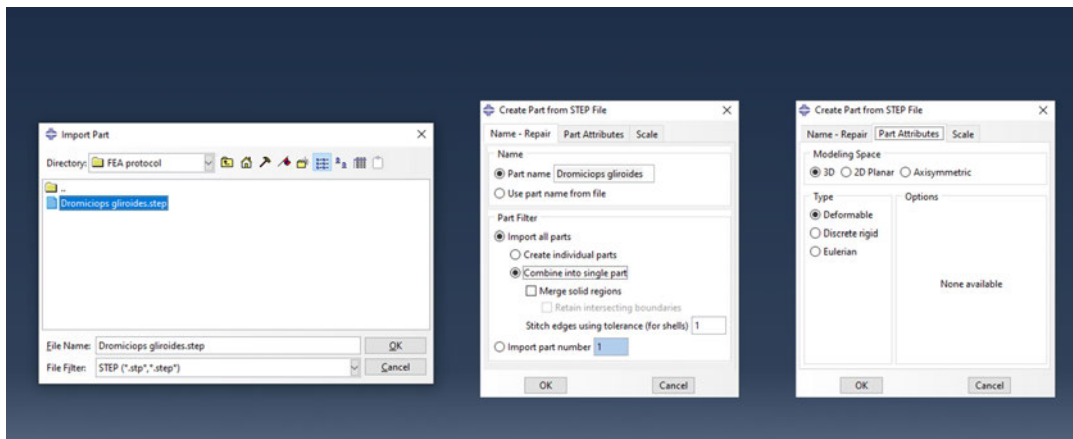 Import Part
Directory: FEA protocol
..
Dromiciops gliroides.step
File Name: Dromiciops gliroides.step
OK
File Filter: STEP (*.stp*,*.step*)
Cancel
Create Part from STEP File
Name - Repair Part Attributes Scale
Name
Part name Dromiciops gliroides
Use part name from file
Part Filter
Import all parts
Create individual parts
Combine into single part
Merge solid regions
Retain intersecting boundaries
Stitch edges using tolerance (for shells) 1
Import part number 1
OK Cancel
Create Part from STEP File
Name - Repair Part Attributes Scale
Modeling Space
3D 2D Planar Axisymmetric
Type
Deformable
Discrete rigid
Eulerian
Options
None available
OK Cancel